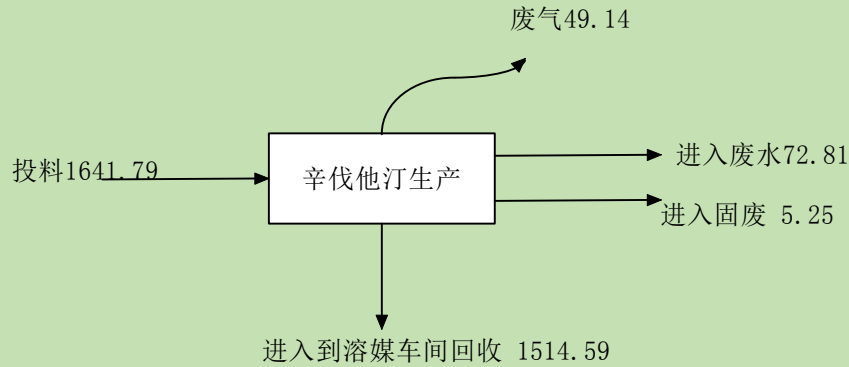 废气49.14
投料1641.79
辛伐他汀生产
进入废水72.81
进入固废 5.25
进入到溶媒车间回收 1514.59